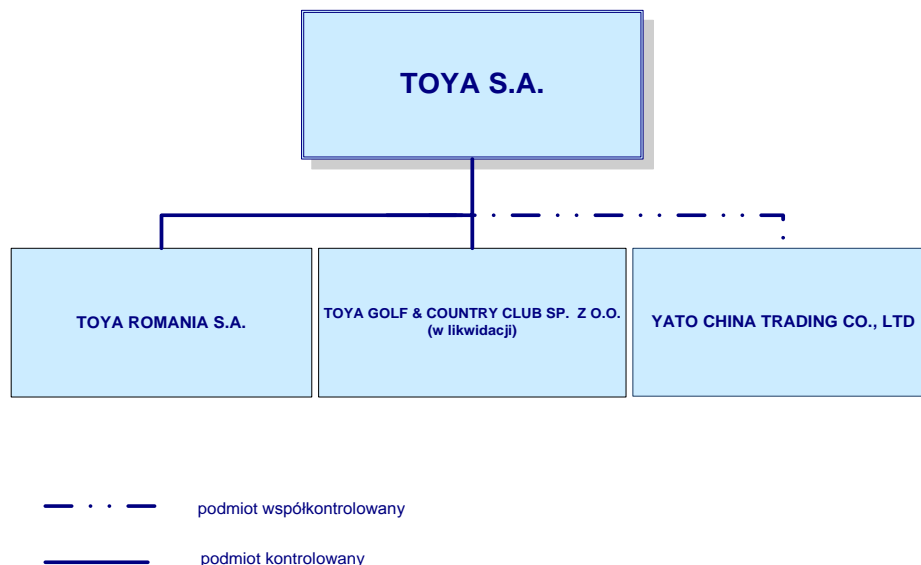 TOYA S.A.
TOYA ROMANIA S.A.
TOYA GOLF & COUNTRY CLUB SP. Z O.O.
(w likwidacji)
YATO CHINA TRADING CO., LTD
podmiot współkontrolowany
podmiot kontrolowany